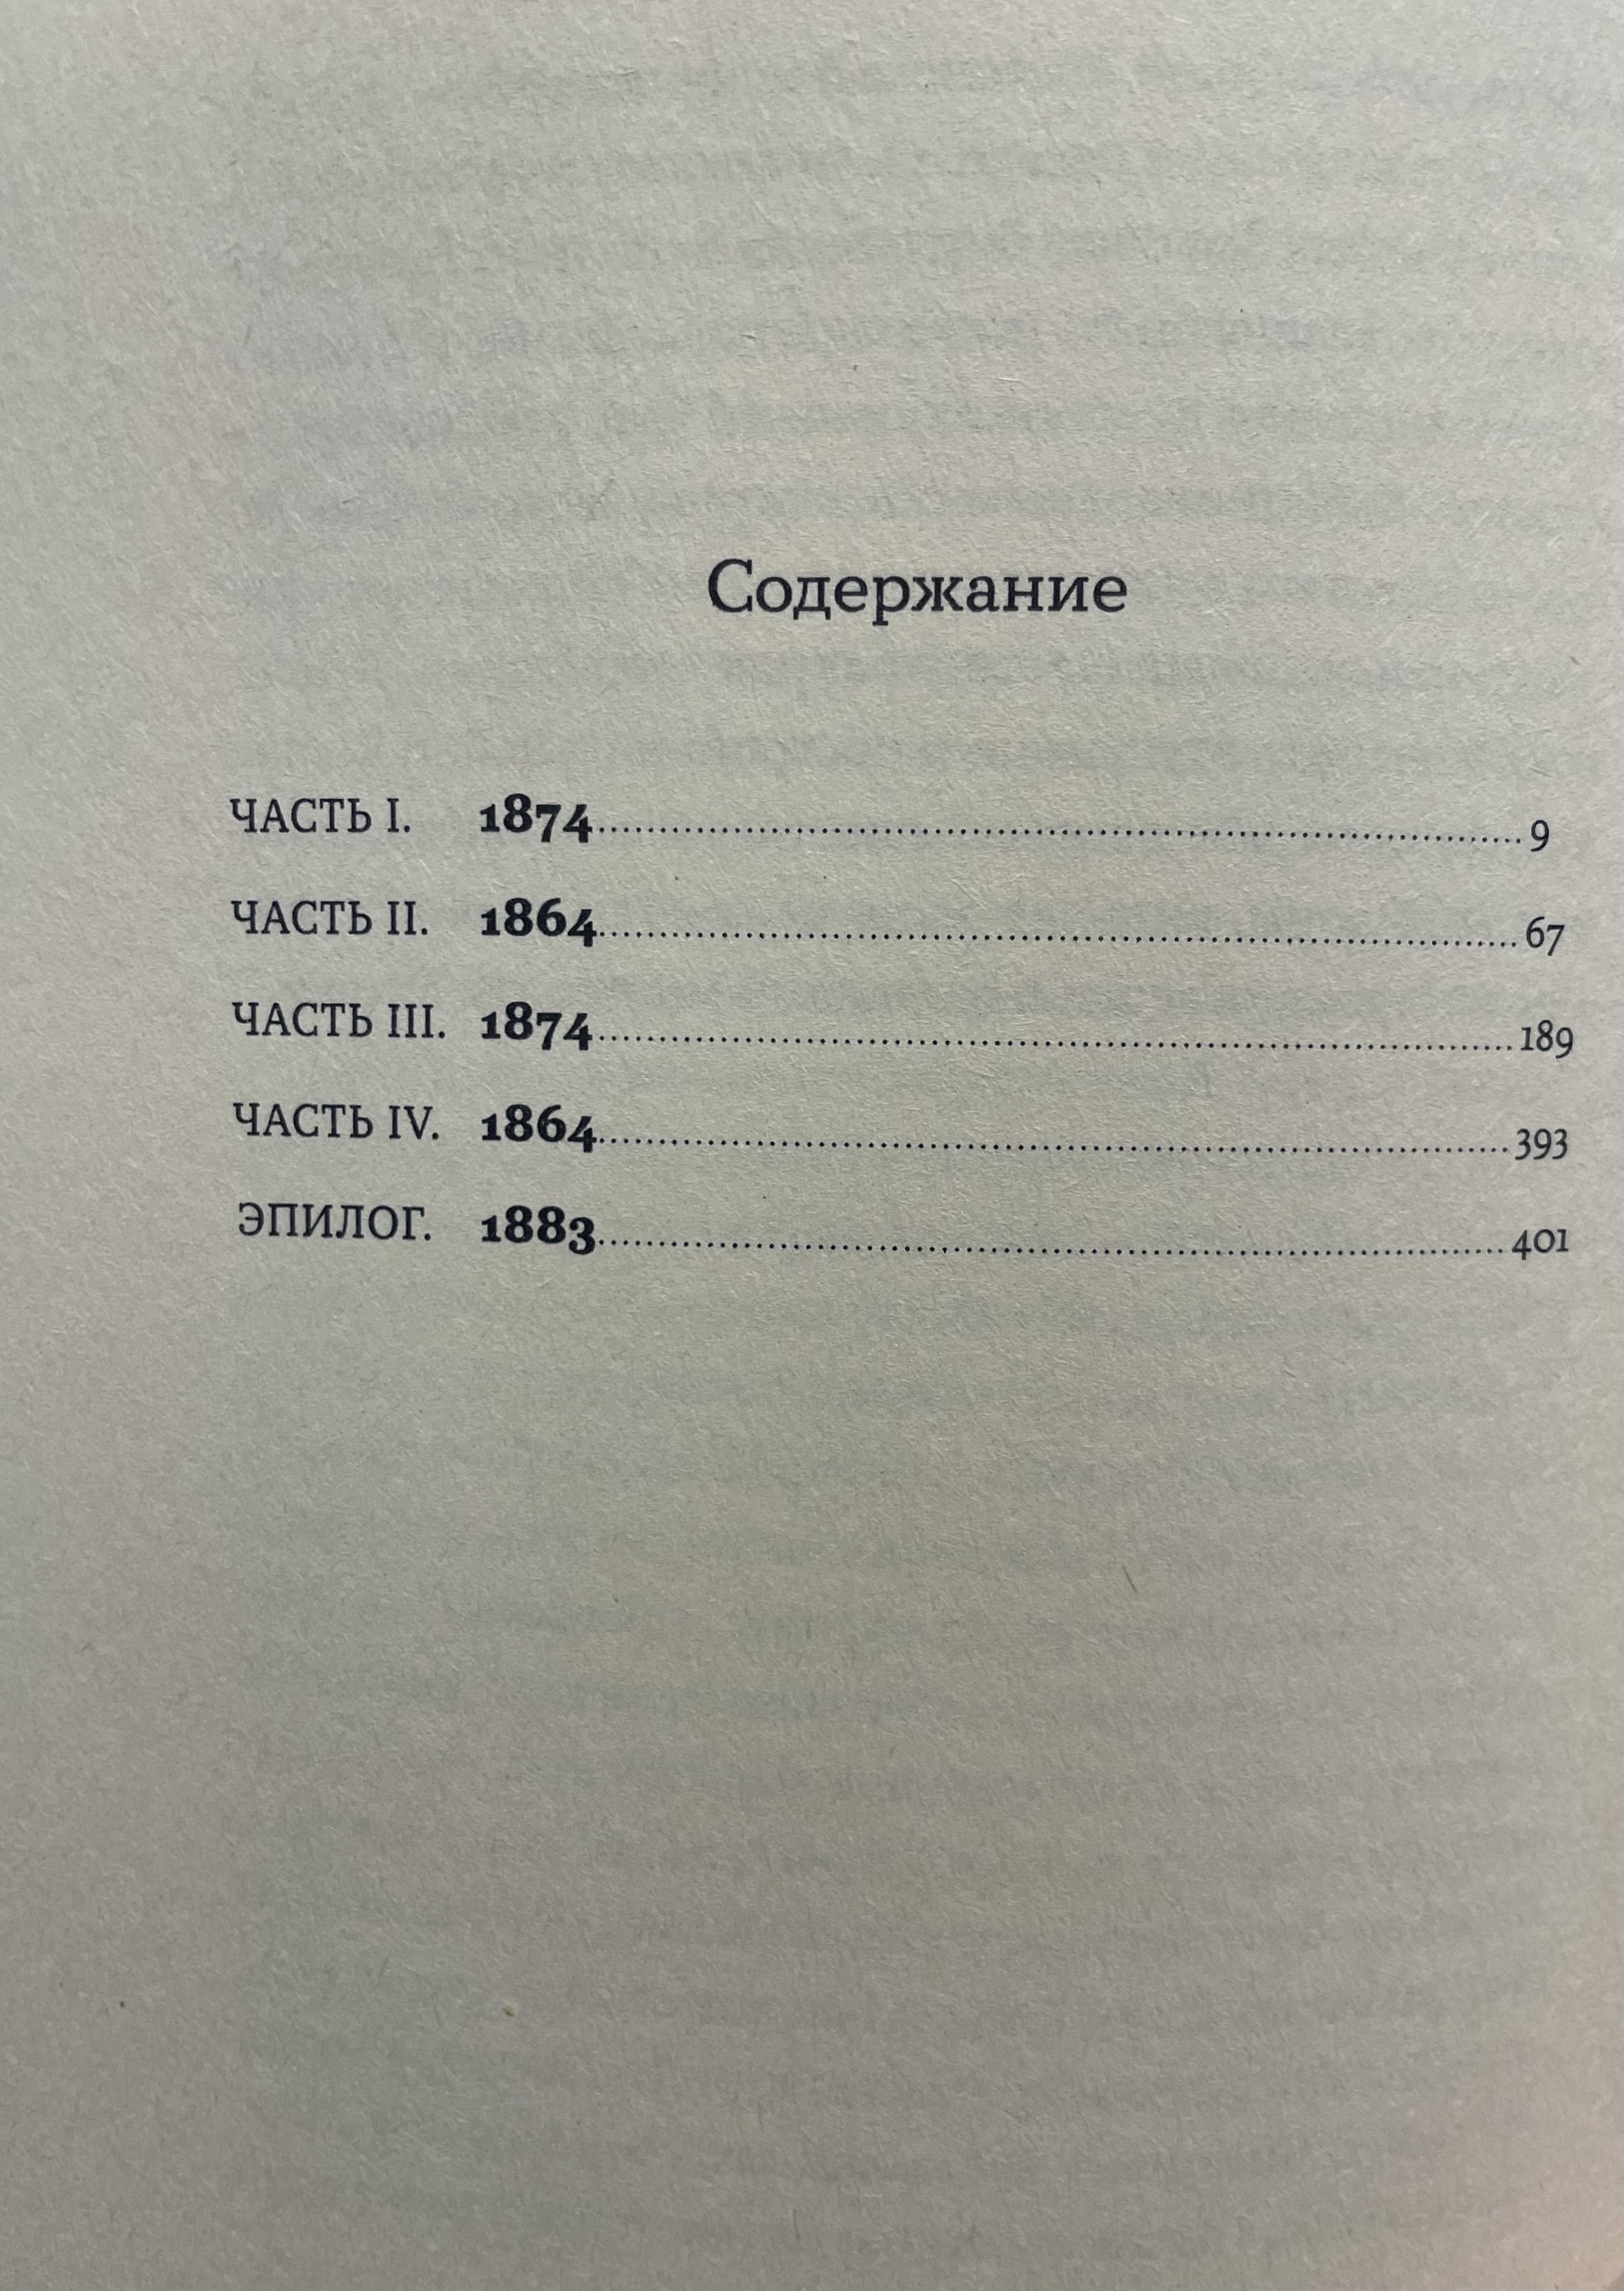 Содержание
ЧАСТЬ I. 1874 9
ЧАСТЬ II. 1864 67
ЧАСТЬ III. 1874 189
ЧАСТЬ IV. 1864 393
ЭПИЛОГ. 1883 401